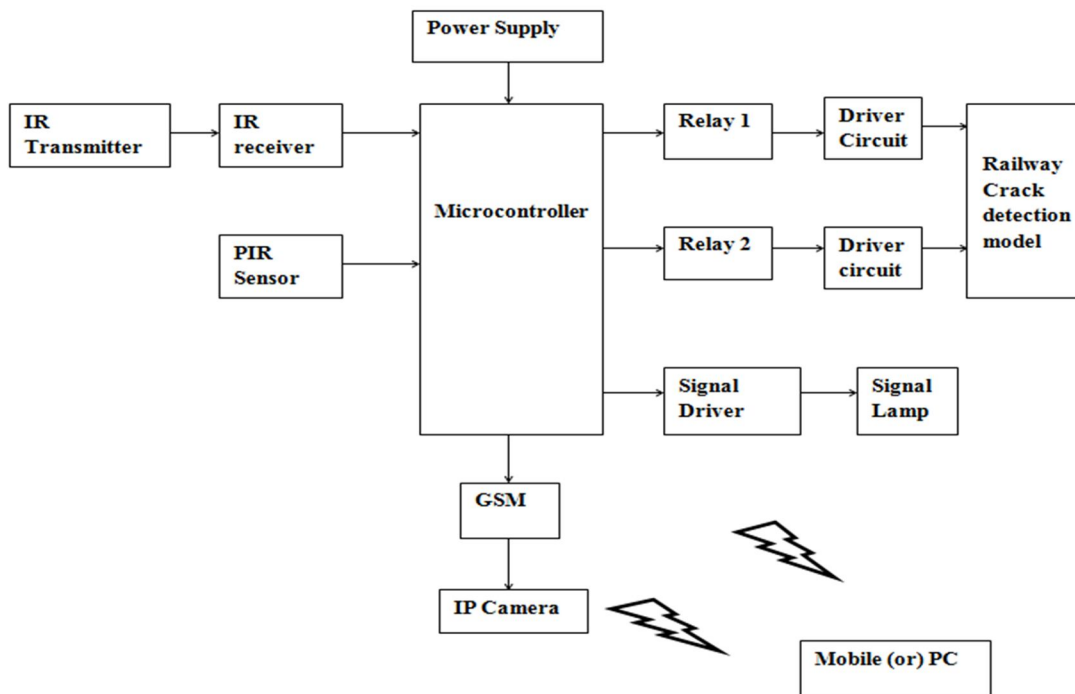 Power Supply
IR
Transmitter
IR
receiver
Relay 1
Driver
Circuit
Railway
Crack
detection
model
Microcontroller
PIR
Sensor
Relay 2
Driver
circuit
Signal
Driver
Signal
Lamp
GSM
IP Camera
Mobile (or) PC